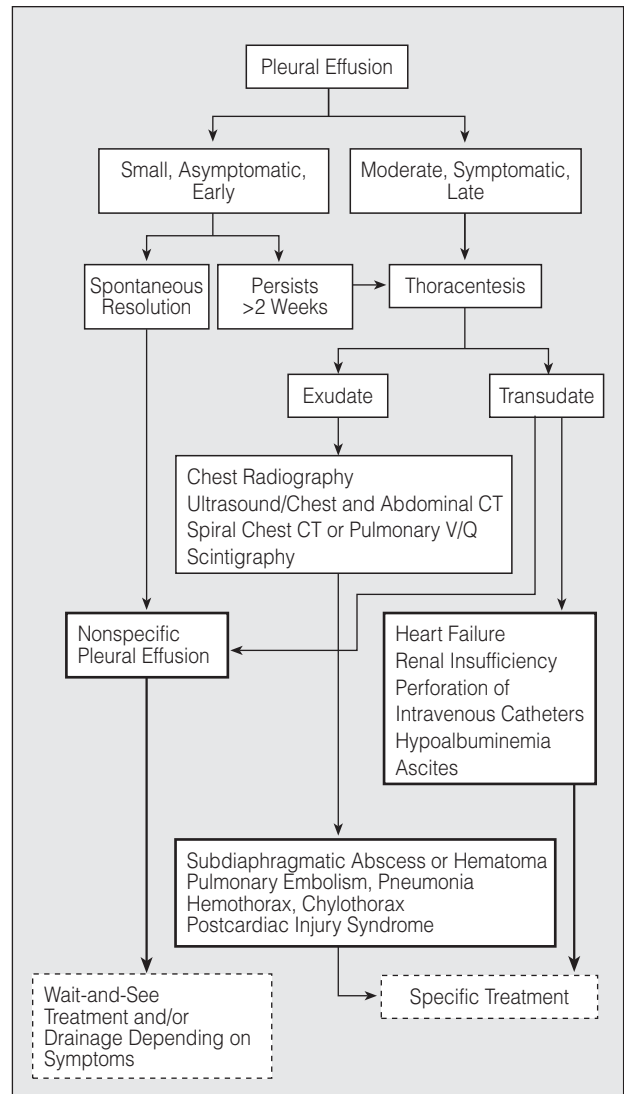 Pleural Effusion
Small, Asymptomatic,
Early
Moderate, Symptomatic,
Late
Spontaneous
Resolution
Persists
>2 Weeks
Thoracentesis
Exudate
Transudate
Chest Radiography
Ultrasound/Chest and Abdominal CT
Spiral Chest CT or Pulmonary V/Q
Scintigraphy
Nonspecific
Pleural Effusion
Heart Failure
Renal Insufficiency
Perforation of
Intravenous Catheters
Hypoalbuminemia
Ascites
Subdiaphragmatic Abscess or Hematoma
Pulmonary Embolism, Pneumonia
Hemothorax, Chylothorax
Postcardiac Injury Syndrome
Wait-and-See
Treatment and/or
Drainage Depending on
Symptoms
Specific Treatment